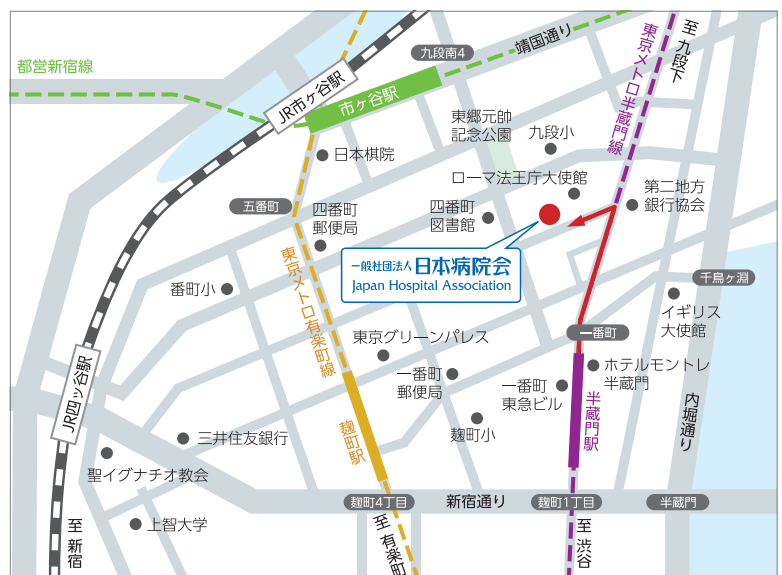 九段南4
靖国通り
至 九段下
都営新宿線
JR市ヶ谷駅
市ヶ谷駅
東京メトロ半蔵門線
東郷元帥
記念公園
九段小
日本棋院
ローマ法王庁大使館
第二地方
銀行協会
五番町
四番町
郵便局
四番町
図書館
一般社団法人 日本病院会
Japan Hospital Association
東京メトロ有楽町線
千鳥ヶ淵
番町小
イギリス
大使館
一番町
東京グリーンパレス
JR四ッ谷駅
一番町
郵便局
一番町
東急ビル
ホテルモントレ
半蔵門
半蔵門駅
内堀通り
麹町駅
麹町小
三井住友銀行
聖イグナチオ教会
麹町4丁目
新宿通り
麹町1丁目
半蔵門
上智大学
至 新宿
至 有楽町
至 渋谷